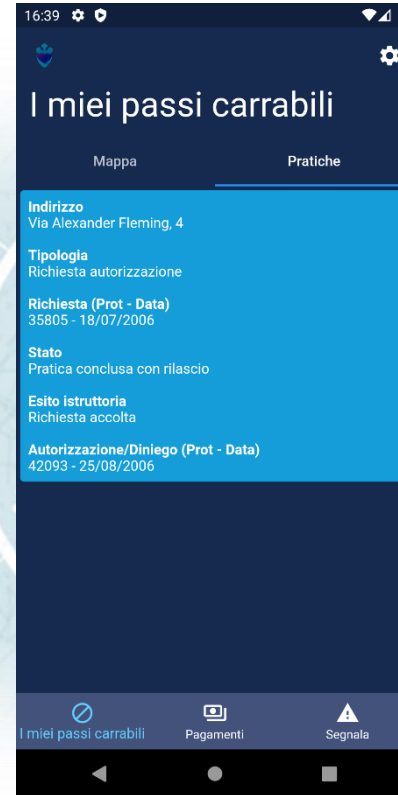 16:39
I miei passi carrabili
Mappa
Pratiche
Indirizzo
Via Alexander Fleming, 4
Tipologia
Richiesta autorizzazione
Richiesta (Prot - Data)
35805 - 18/07/2006
Stato
Pratica conclusa con rilascio
Esito istruttoria
Richiesta accolta
Autorizzazione/Diniego (Prot - Data)
42093 - 25/08/2006
I miei passi carrabili
Pagamenti
Segnala